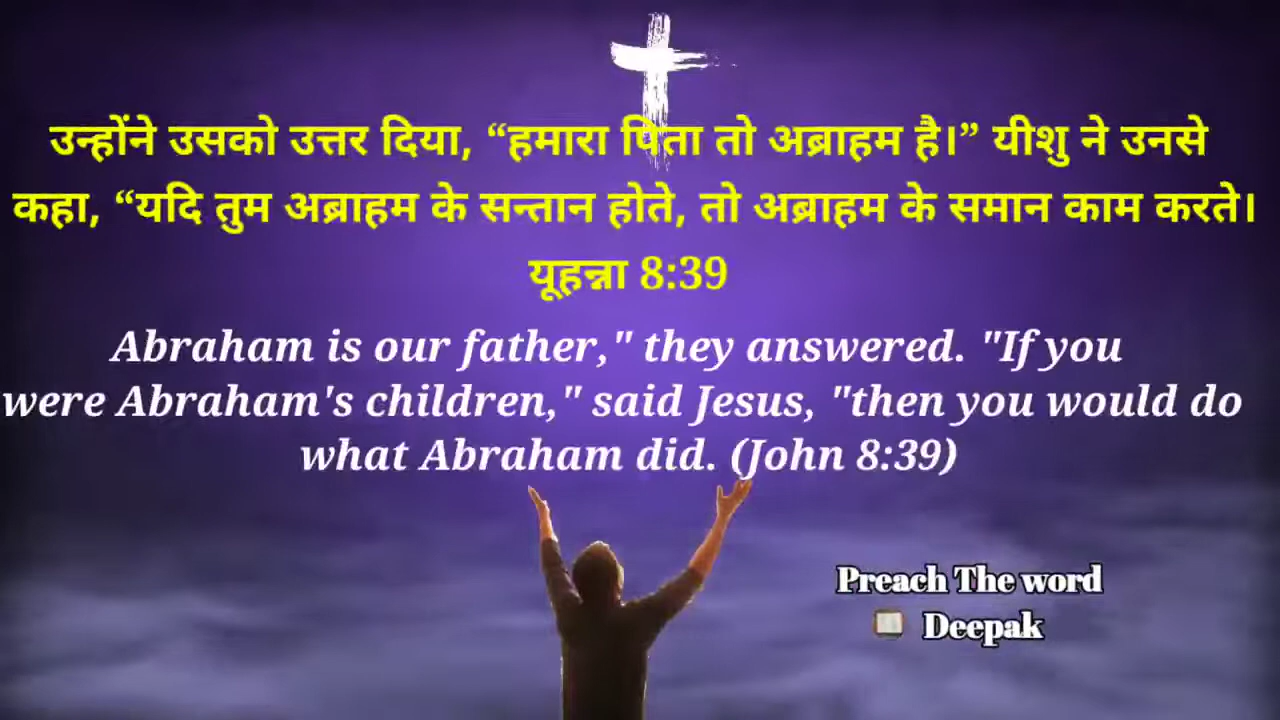 उन्होंने उसको उत्तर दिया, “हमारा पिता तो अब्राहम है।” यीशु ने उनसे
कहा, “यदि तुम अब्राहम के सन्तान होते, तो अब्राहम के समान काम करते।
यूहन्ना 8:39
Abraham is our father," they answered. "If you
were Abraham's children," said Jesus, "then you would do
what Abraham did. (John 8:39)
Preach The word
Deepak